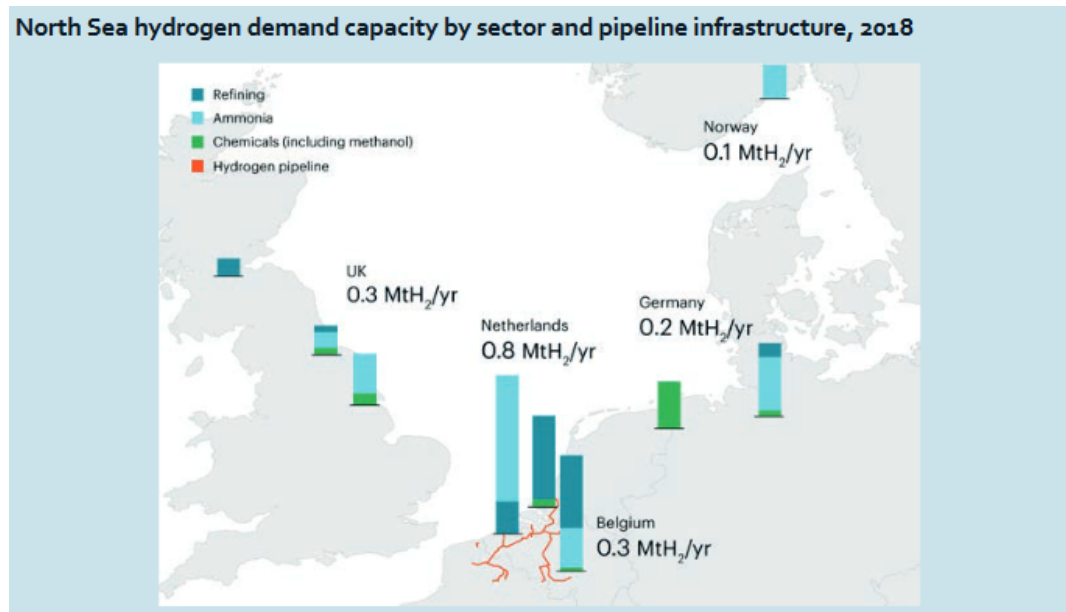 North Sea hydrogen demand capacity by sector and pipeline infrastructure, 2018
Refining
Ammonia
Chemicals (including methanol)
Hydrogen pipeline
Norway
0.1 MtH₂/yr
UK
0.3 MtH₂/yr
Germany
0.2 MtH₂/yr
Netherlands
0.8 MtH₂/yr
Belgium
0.3 MtH₂/yr